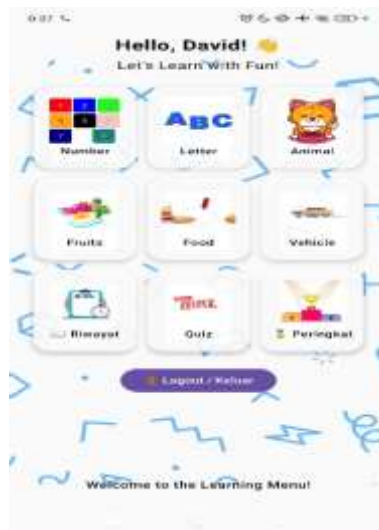 Hello, David! 👋
Let's Learn With Fun!
ABC
Number Letter Animal
Fruits Food Vehicle
Riwayat Quiz Peringkat
Logout / Keluar
Welcome to the Learning Menu!